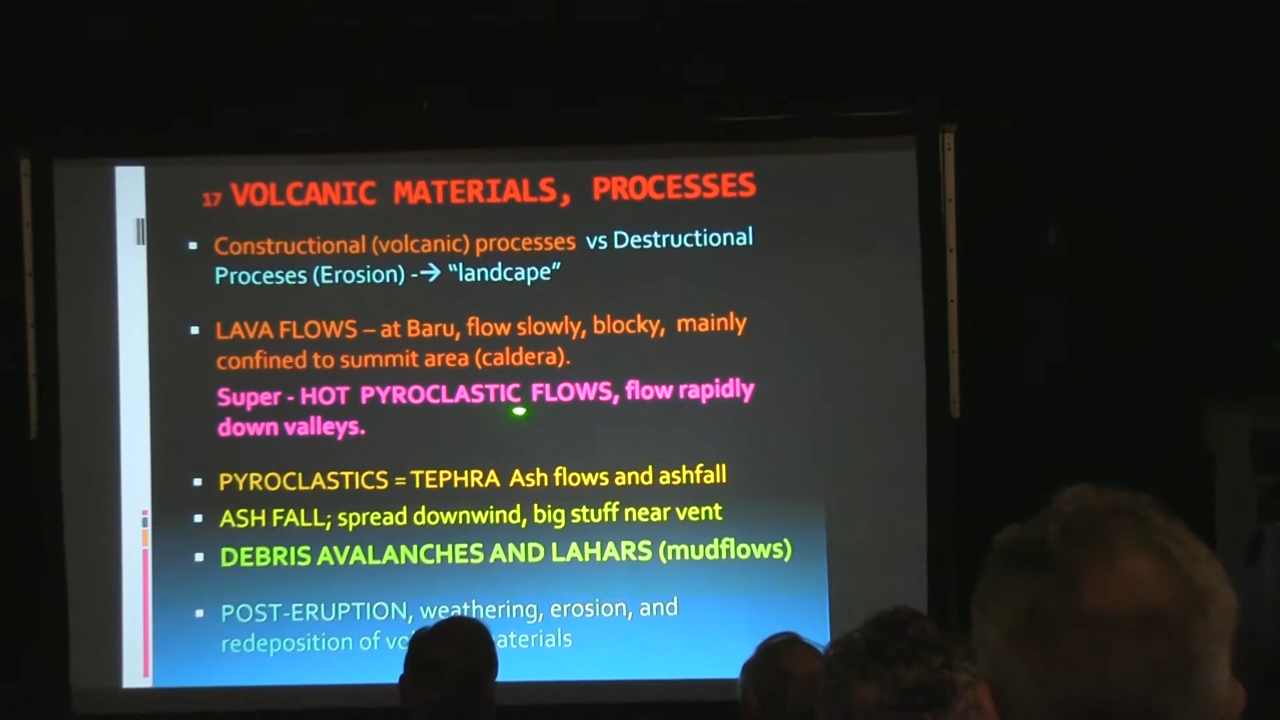 17 VOLCANIC MATERIALS, PROCESSES
Constructional (volcanic) processes vs Destructional
Proceses (Erosion) -→ “landcape”
LAVA FLOWS – at Baru, flow slowly, blocky, mainly
confined to summit area (caldera).
Super - HOT PYROCLASTIC FLOWS, flow rapidly
down valleys.
PYROCLASTICS = TEPHRA Ash flows and ashfall
ASH FALL; spread downwind, big stuff near vent
DEBRIS AVALANCHES AND LAHARS (mudflows)
POST-ERUPTION, weathering, erosion, and
redeposition of